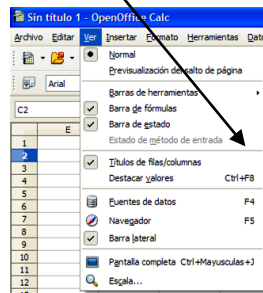 Sin título 1 - OpenOffice Calc
Archivo Editar Ver Insertar Formato Herramientas Dato
Normal
Previsualización del salto de página
Arial
Barras de herramientas
C2
Barra de fórmulas
Barra de estado
Estado de método de entrada
E
1
2
Títulos de filas/columnas
3
Destacar valores Ctrl+F8
4
5
Fuentes de datos F4
6
7
Navegador F5
8
9
Barra lateral
10
Pantalla completa Ctrl+Mayusculas+J
11
12
Escala...